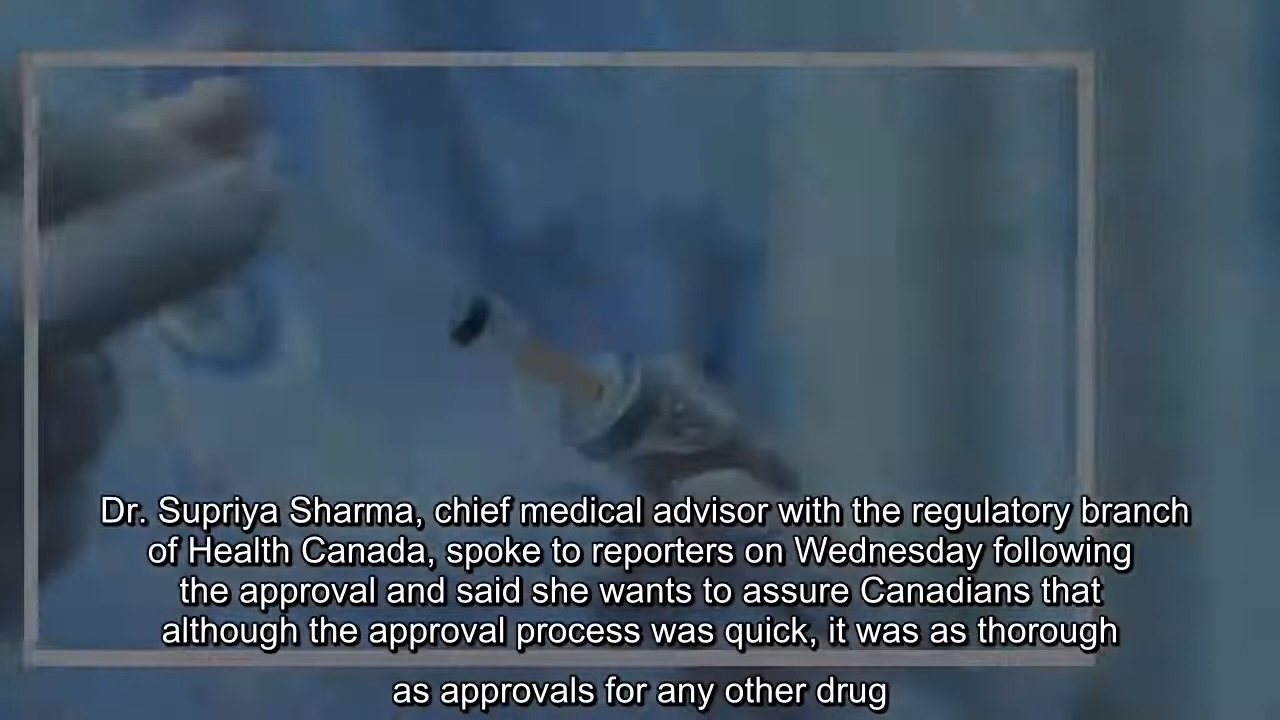 Dr. Supriya Sharma, chief medical advisor with the regulatory branch
of Health Canada, spoke to reporters on Wednesday following
the approval and said she wants to assure Canadians that
although the approval process was quick, it was as thorough
as approvals for any other drug